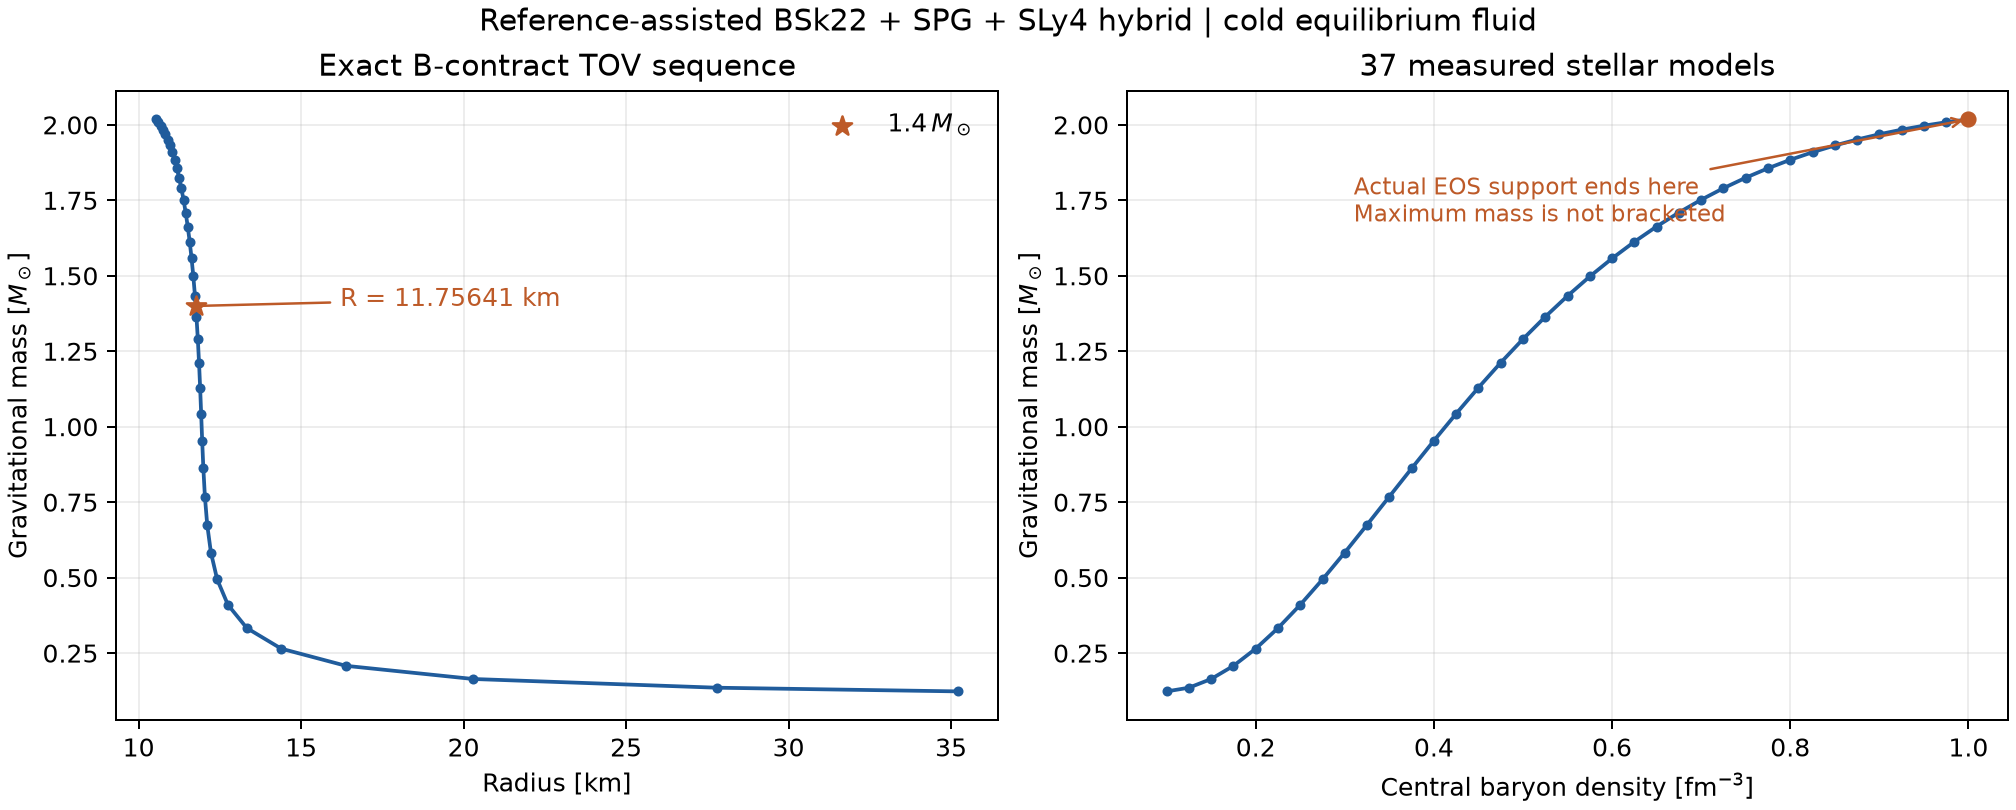 Reference-assisted BSk22 + SPG + SLy4 hybrid | cold equilibrium fluid
Exact B-contract TOV sequence
Gravitational mass [M⊙]
2.00
1.75
1.50
1.25
1.00
0.75
0.50
0.25
1.4 M⊙
R = 11.75641 km
10
15
20
25
30
35
Radius [km]
37 measured stellar models
Gravitational mass [M⊙]
2.00
1.75
1.50
1.25
1.00
0.75
0.50
0.25
Actual EOS support ends here
Maximum mass is not bracketed
0.2
0.4
0.6
0.8
1.0
Central baryon density [fm⁻³]